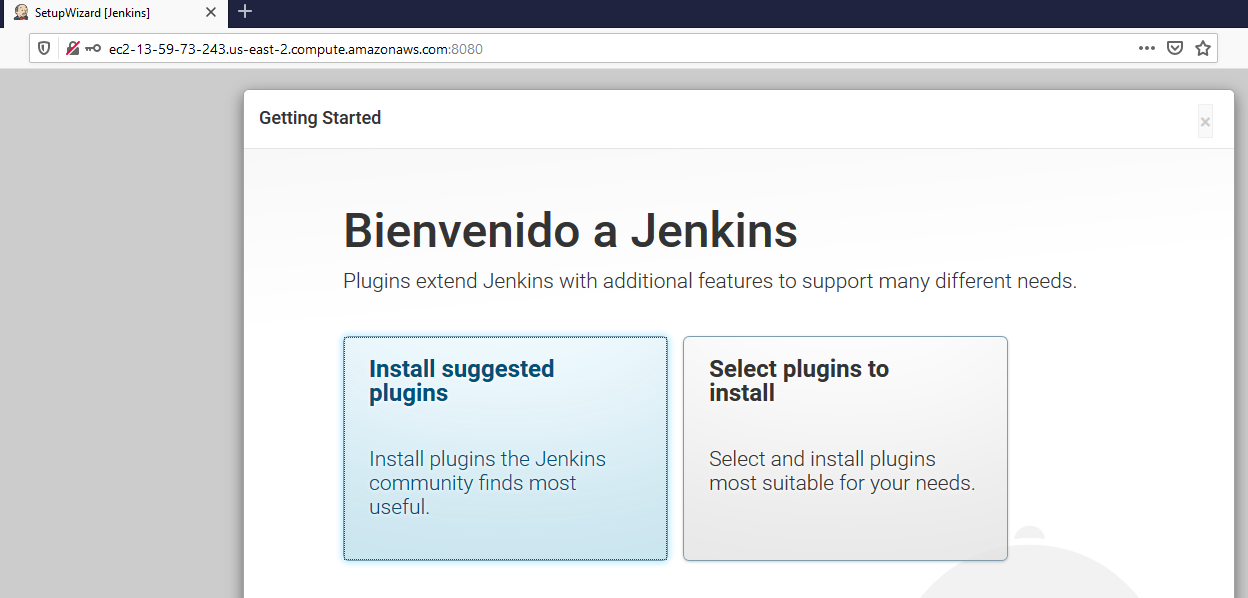 SetupWizard [Jenkins]
ec2-13-59-73-243.us-east-2.compute.amazonaws.com:8080
Getting Started
Bienvenido a Jenkins
Plugins extend Jenkins with additional features to support many different needs.
Install suggested
plugins
Install plugins the Jenkins
community finds most
useful.
Select plugins to
install
Select and install plugins
most suitable for your needs.